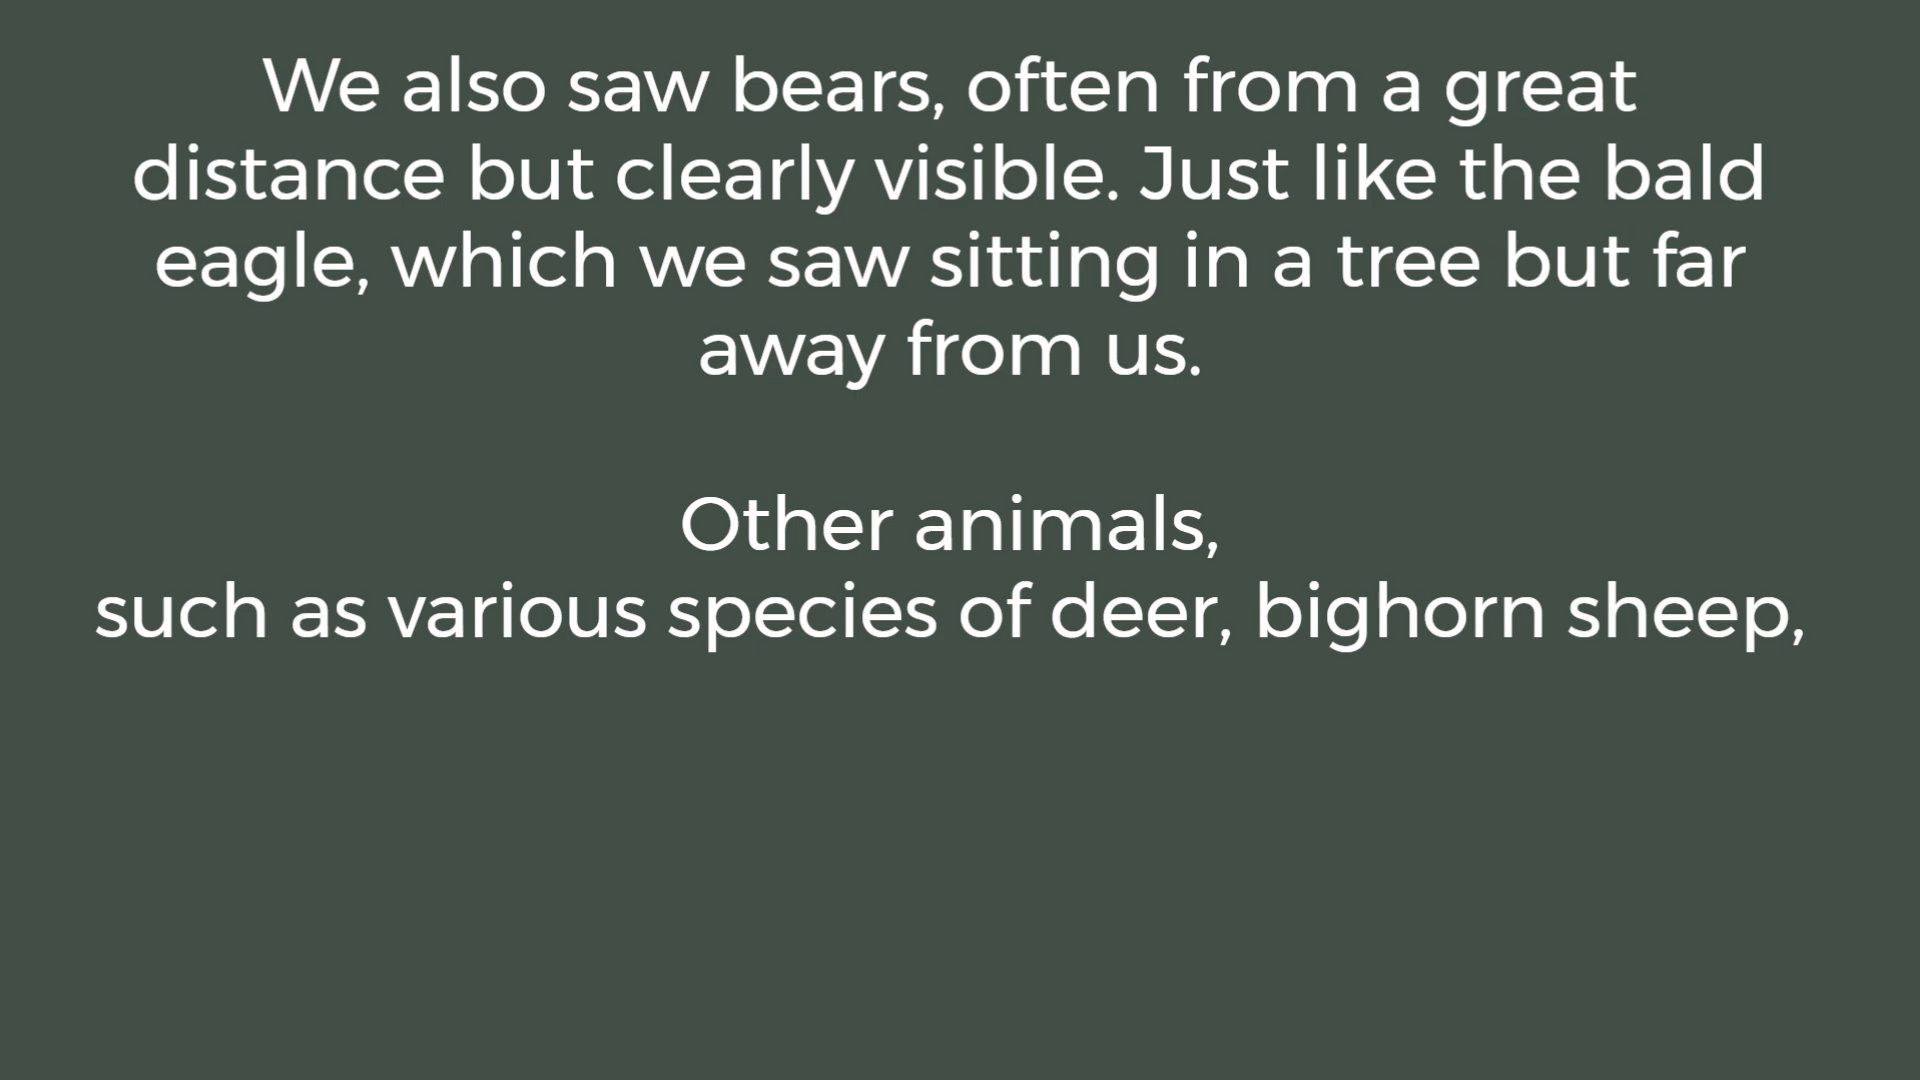 We also saw bears, often from a great
distance but clearly visible. Just like the bald
eagle, which we saw sitting in a tree but far
away from us.
Other animals,
such as various species of deer, bighorn sheep,